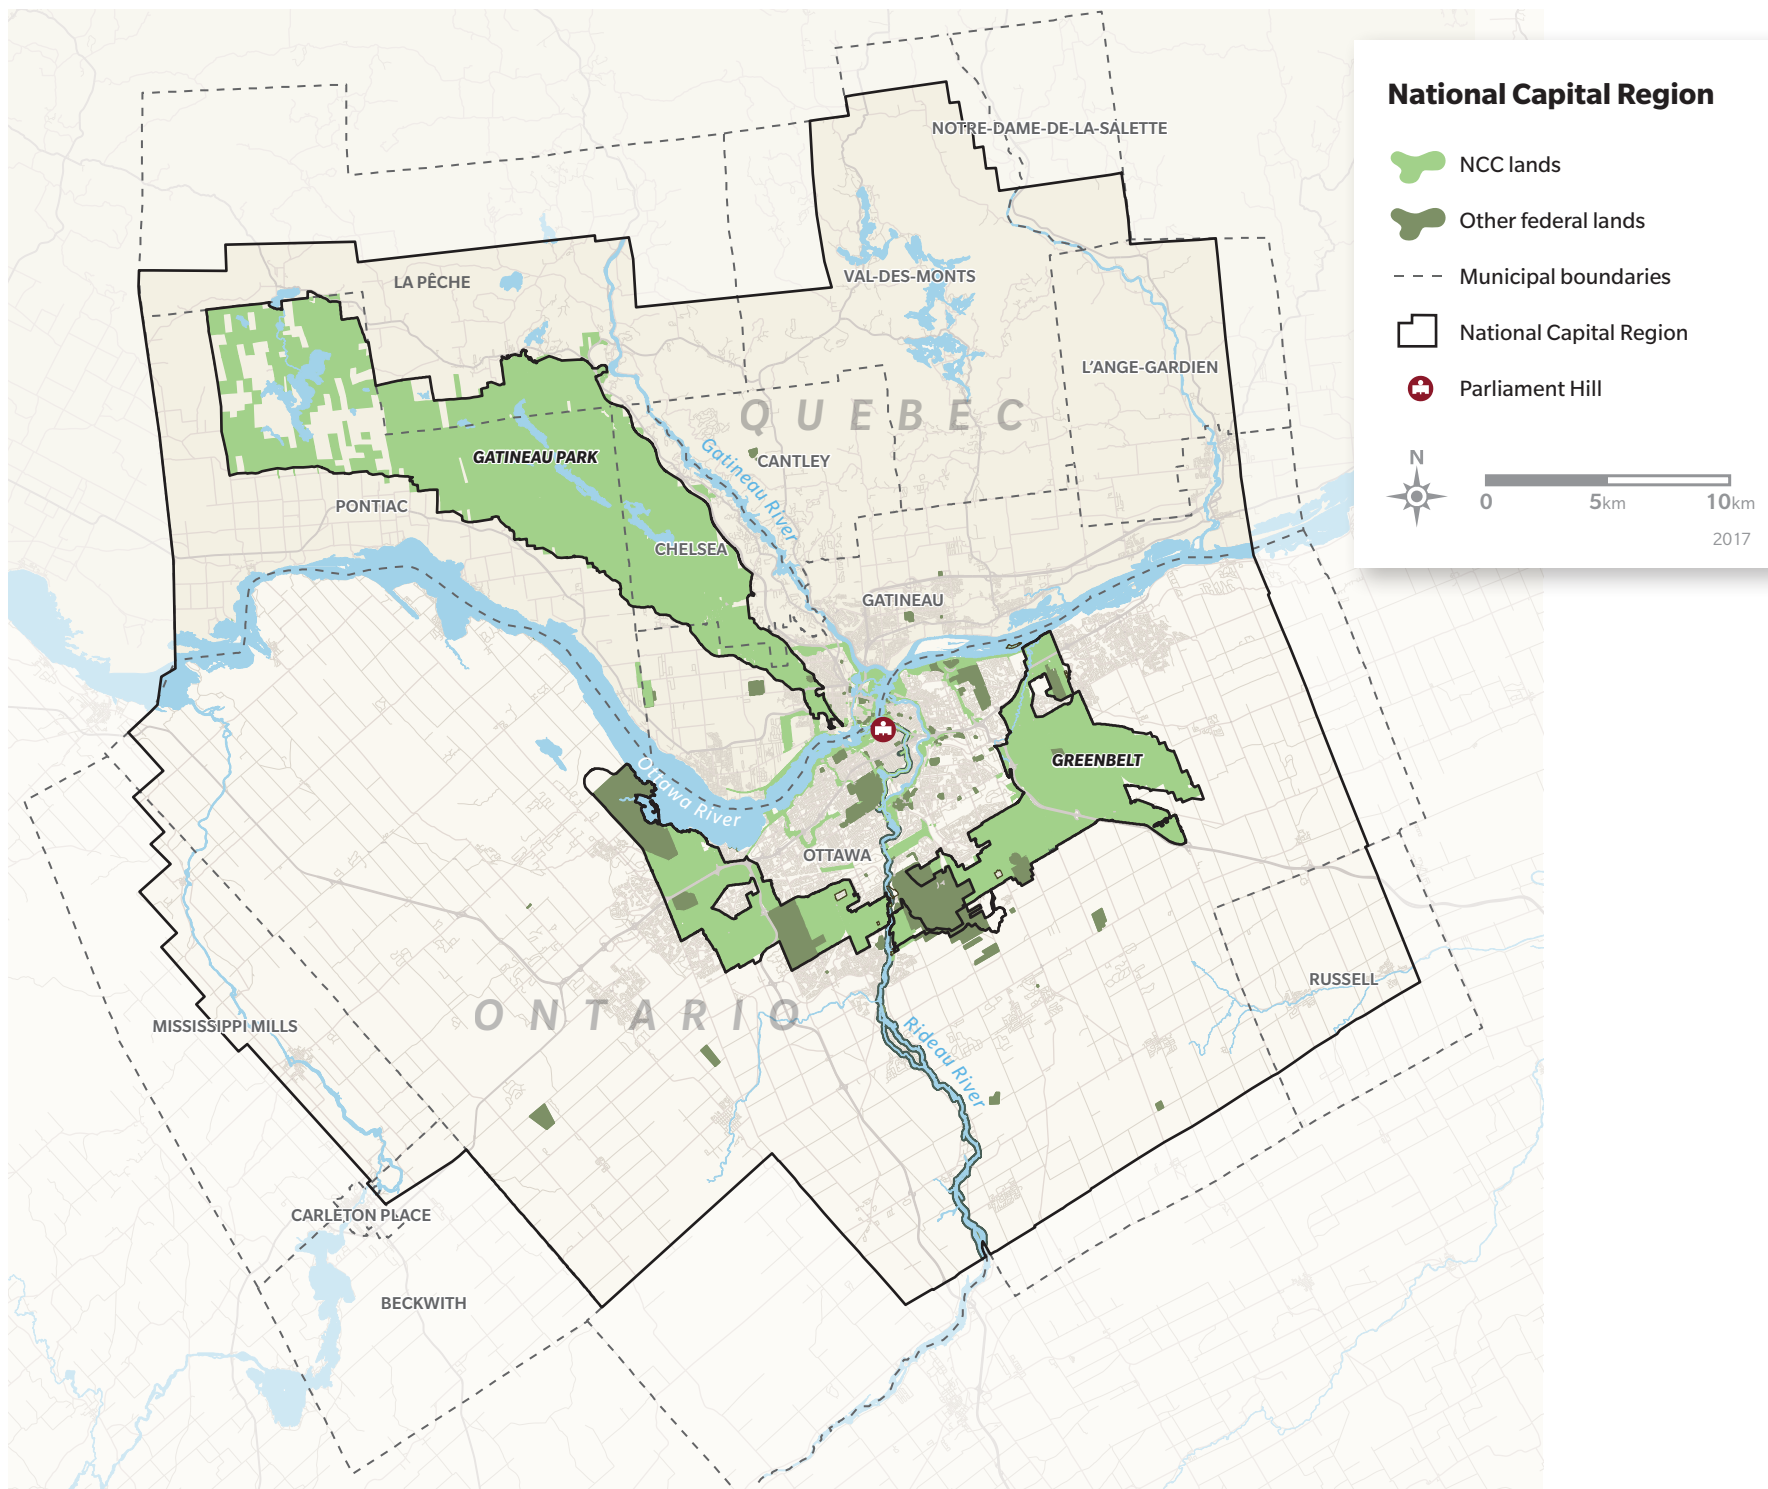 National Capital Region
NCC lands
Other federal lands
Municipal boundaries
National Capital Region
Parliament Hill
N
0 5km 10km
2017
NOTRE-DAME-DE-LA-SALETTE
LA PÊCHE
VAL-DES-MONTS
L'ANGE-GARDIEN
QUEBEC
GATINEAU PARK
Gatineau River
CANTLEY
PONTIAC
CHELSEA
GATINEAU
GREENBELT
Ottawa River
OTTAWA
RUSSELL
ONTARIO
MISSISSIPPI MILLS
Rideau River
CARLETON PLACE
BECKWITH